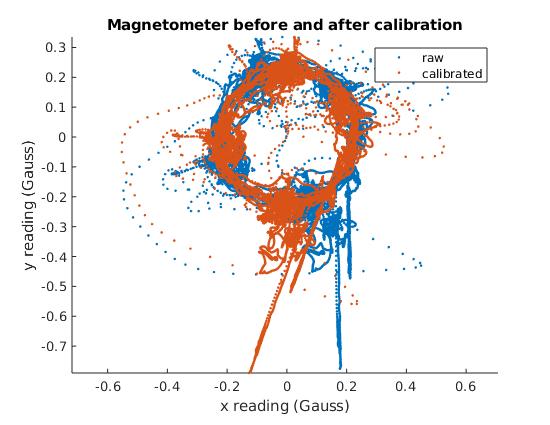 Magnetometer before and after calibration
raw
calibrated
y reading (Gauss)
0.3
0.2
0.1
0
-0.1
-0.2
-0.3
-0.4
-0.5
-0.6
-0.7
-0.6 -0.4 -0.2 0 0.2 0.4 0.6
x reading (Gauss)